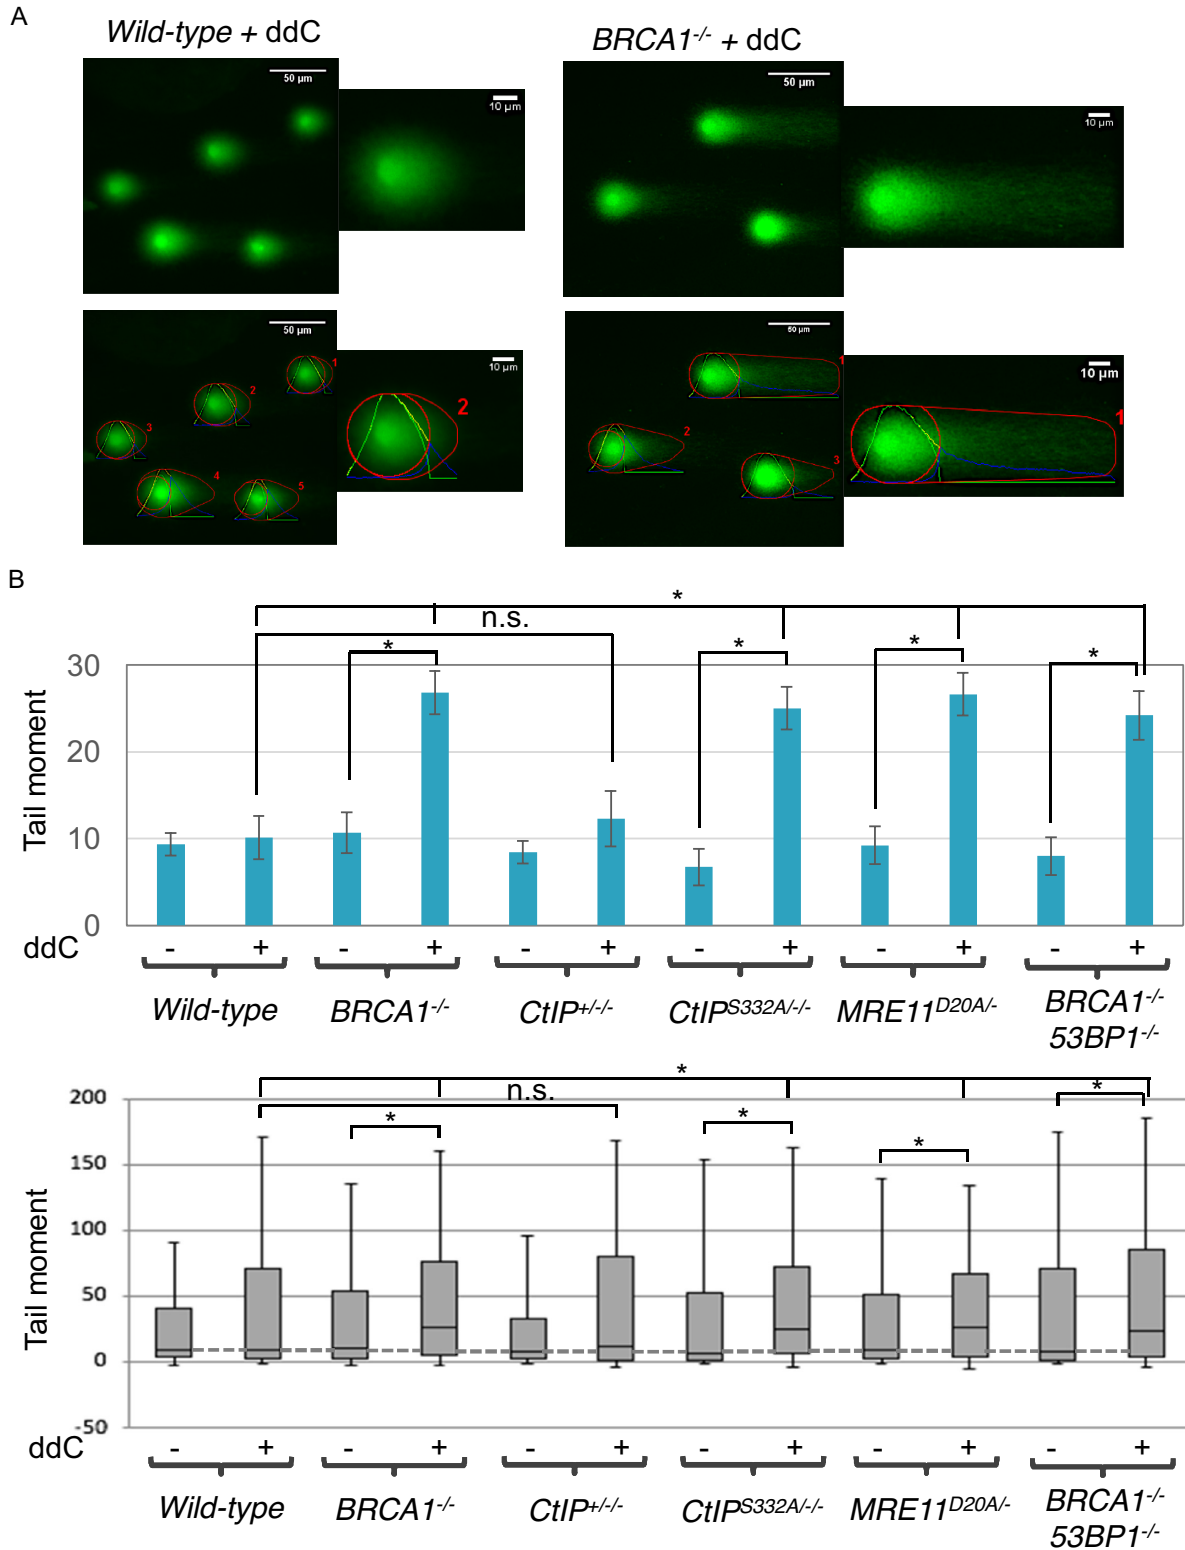 A
Wild-type + ddC
BRCA1-/- + ddC
50 µm
10 µm
50 µm
10 µm
50 µm
1
2
3
4
5
10 µm
2
50 µm
1
2
3
10 µm
1
B
*
n.s.
* * * *
30
20
10
0
Tail moment
ddC - + - + - + - + - + - +
Wild-type BRCA1-/- CtIP+/-/- CtIPS332A/-/- MRE11D20A/- BRCA1-/- 53BP1-/-
*
n.s.
* * * *
200
150
100
50
0
-50
Tail moment
ddC - + - + - + - + - + - +
Wild-type BRCA1-/- CtIP+/-/- CtIPS332A/-/- MRE11D20A/- BRCA1-/- 53BP1-/-